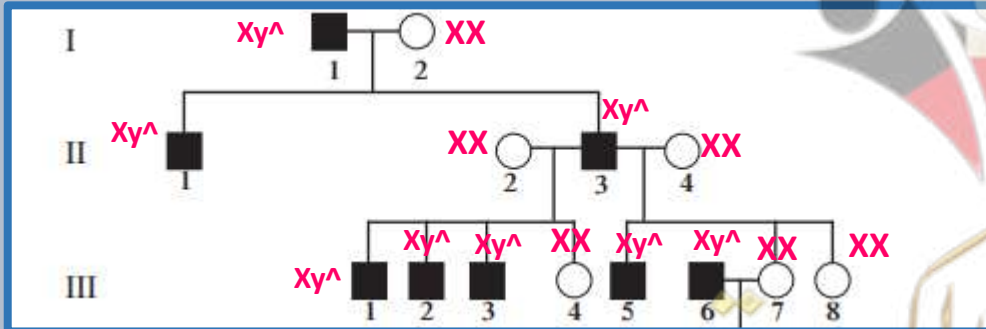 I Xy^ XX
1 2
Xy^
II Xy^ XX XX
1 2 3 4
Xy^ Xy^ XX Xy^ Xy^ XX XX
III Xy^
1 2 3 4 5 6 7 8